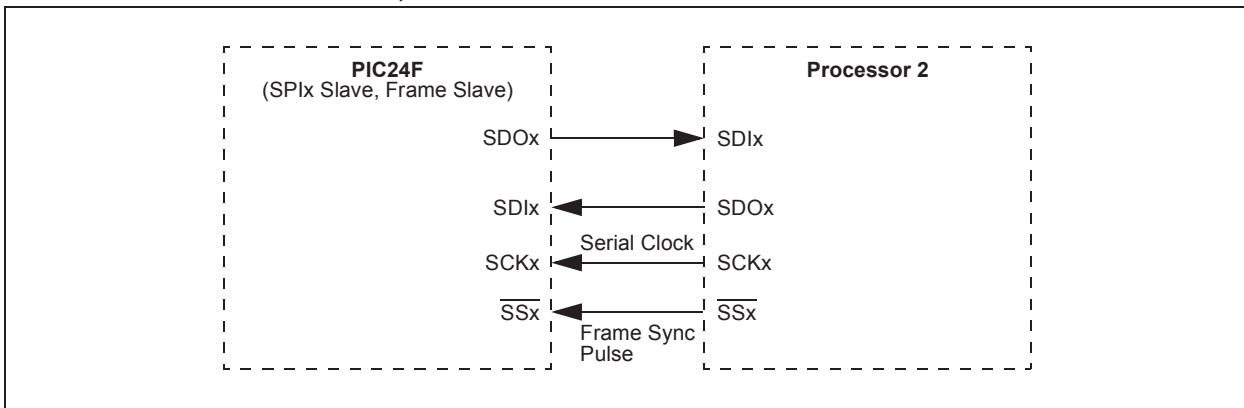 PIC24F
(SPIx Slave, Frame Slave)
Processor 2
SDOx
SDIx
SDIx
SDOx
Serial Clock
SCKx
SCKx
SSx
SSx
Frame Sync
Pulse